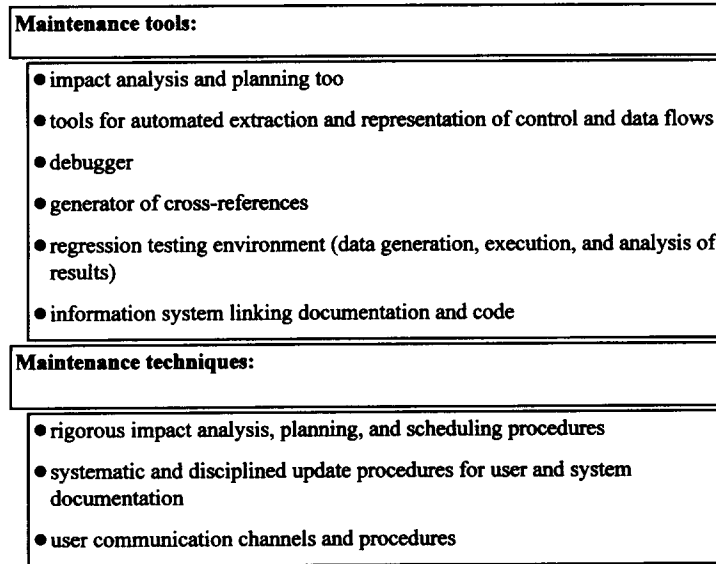 Maintenance tools:
● impact analysis and planning too
● tools for automated extraction and representation of control and data flows
● debugger
● generator of cross-references
● regression testing environment (data generation, execution, and analysis of
results)
● information system linking documentation and code
Maintenance techniques:
● rigorous impact analysis, planning, and scheduling procedures
● systematic and disciplined update procedures for user and system
documentation
● user communication channels and procedures